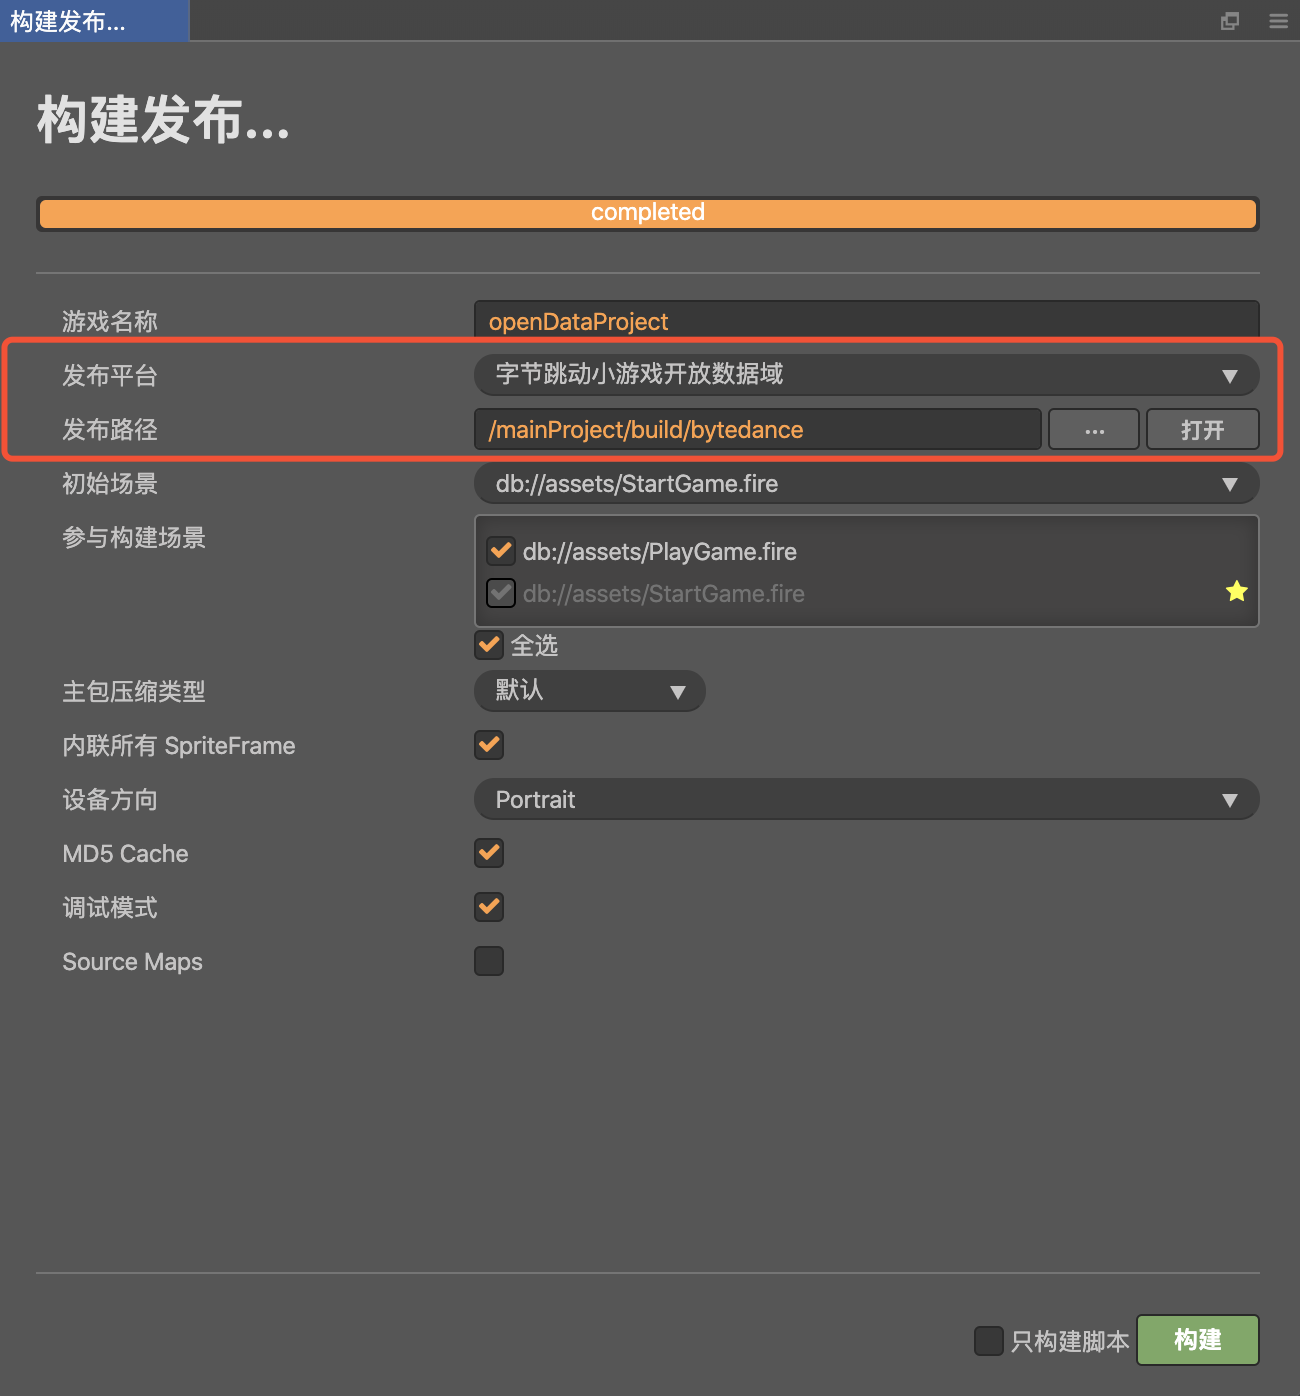 构建发布...
构建发布...
completed
游戏名称 openDataProject
发布平台 字节跳动小游戏开放数据域
发布路径 /mainProject/build/bytedance ... 打开
初始场景 db://assets/StartGame.fire
参与构建场景 db://assets/PlayGame.fire
db://assets/StartGame.fire
全选
主包压缩类型 默认
内联所有 SpriteFrame
设备方向 Portrait
MD5 Cache
调试模式
Source Maps
只构建脚本 构建